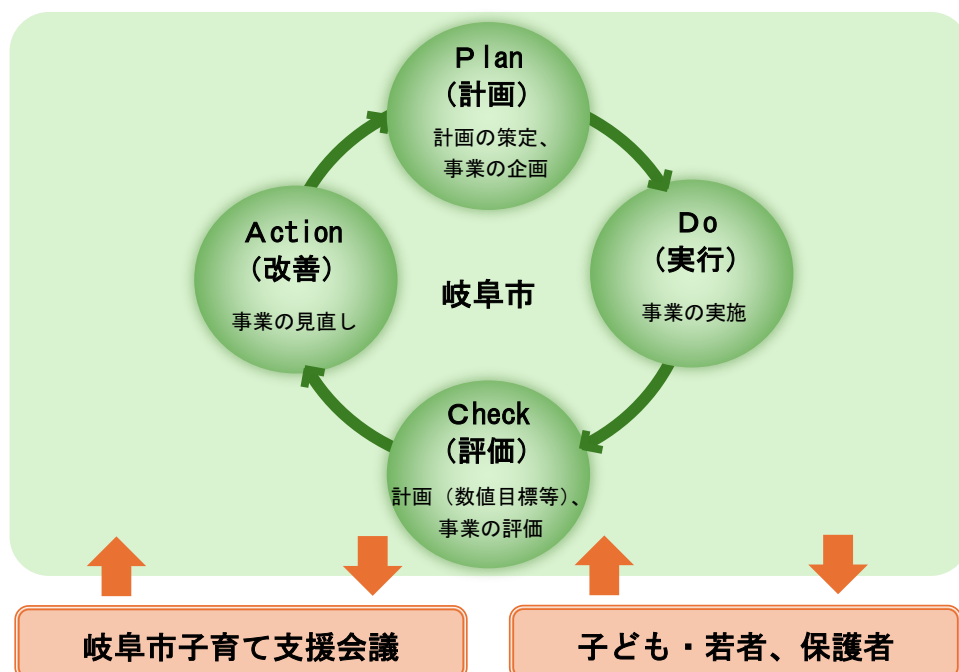 Plan
(計画)
計画の策定、
事業の企画
Do
(実行)
事業の実施
Check
(評価)
計画(数値目標等)、
事業の評価
Action
(改善)
事業の見直し
岐阜市
岐阜市子育て支援会議
子ども・若者、保護者